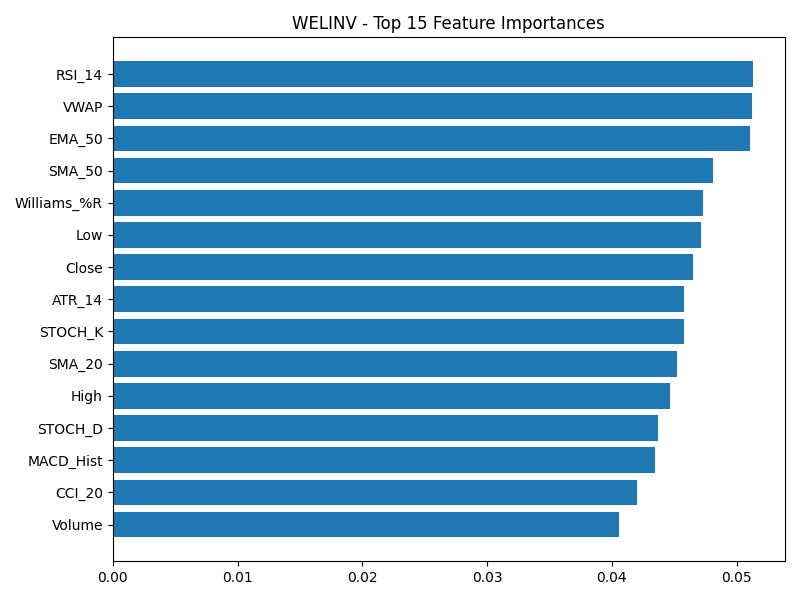 WELINV - Top 15 Feature Importances
RSI_14
VWAP
EMA_50
SMA_50
Williams_%R
Low
Close
ATR_14
STOCH_K
SMA_20
High
STOCH_D
MACD_Hist
CCI_20
Volume
0.00 0.01 0.02 0.03 0.04 0.05